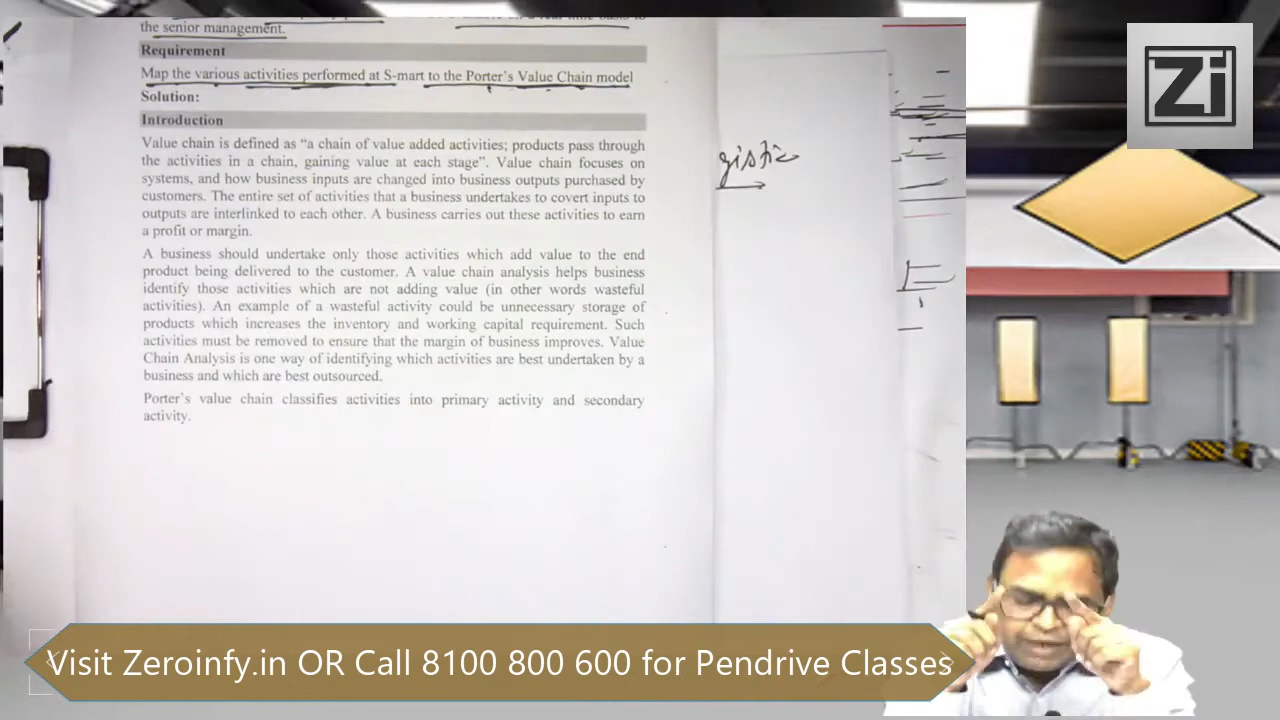 the senior management.
Requirement
Map the various activities performed at S-mart to the Porter's Value Chain model
Solution:
Introduction
Value chain is defined as “a chain of value added activities; products pass through
the activities in a chain, gaining value at each stage”. Value chain focuses on
systems, and how business inputs are changed into business outputs purchased by
customers. The entire set of activities that a business undertakes to covert inputs to
outputs are interlinked to each other. A business carries out these activities to earn
a profit or margin.
A business should undertake only those activities which add value to the end
product being delivered to the customer. A value chain analysis helps business
identify those activities which are not adding value (in other words wasteful
activities). An example of a wasteful activity could be unnecessary storage of
products which increases the inventory and working capital requirement. Such
activities must be removed to ensure that the margin of business improves. Value
Chain Analysis is one way of identifying which activities are best undertaken by a
business and which are best outsourced.
Porter's value chain classifies activities into primary activity and secondary
activity.
gistic
Zi
Visit Zeroinfy.in OR Call 8100 800 600 for Pendrive Classes